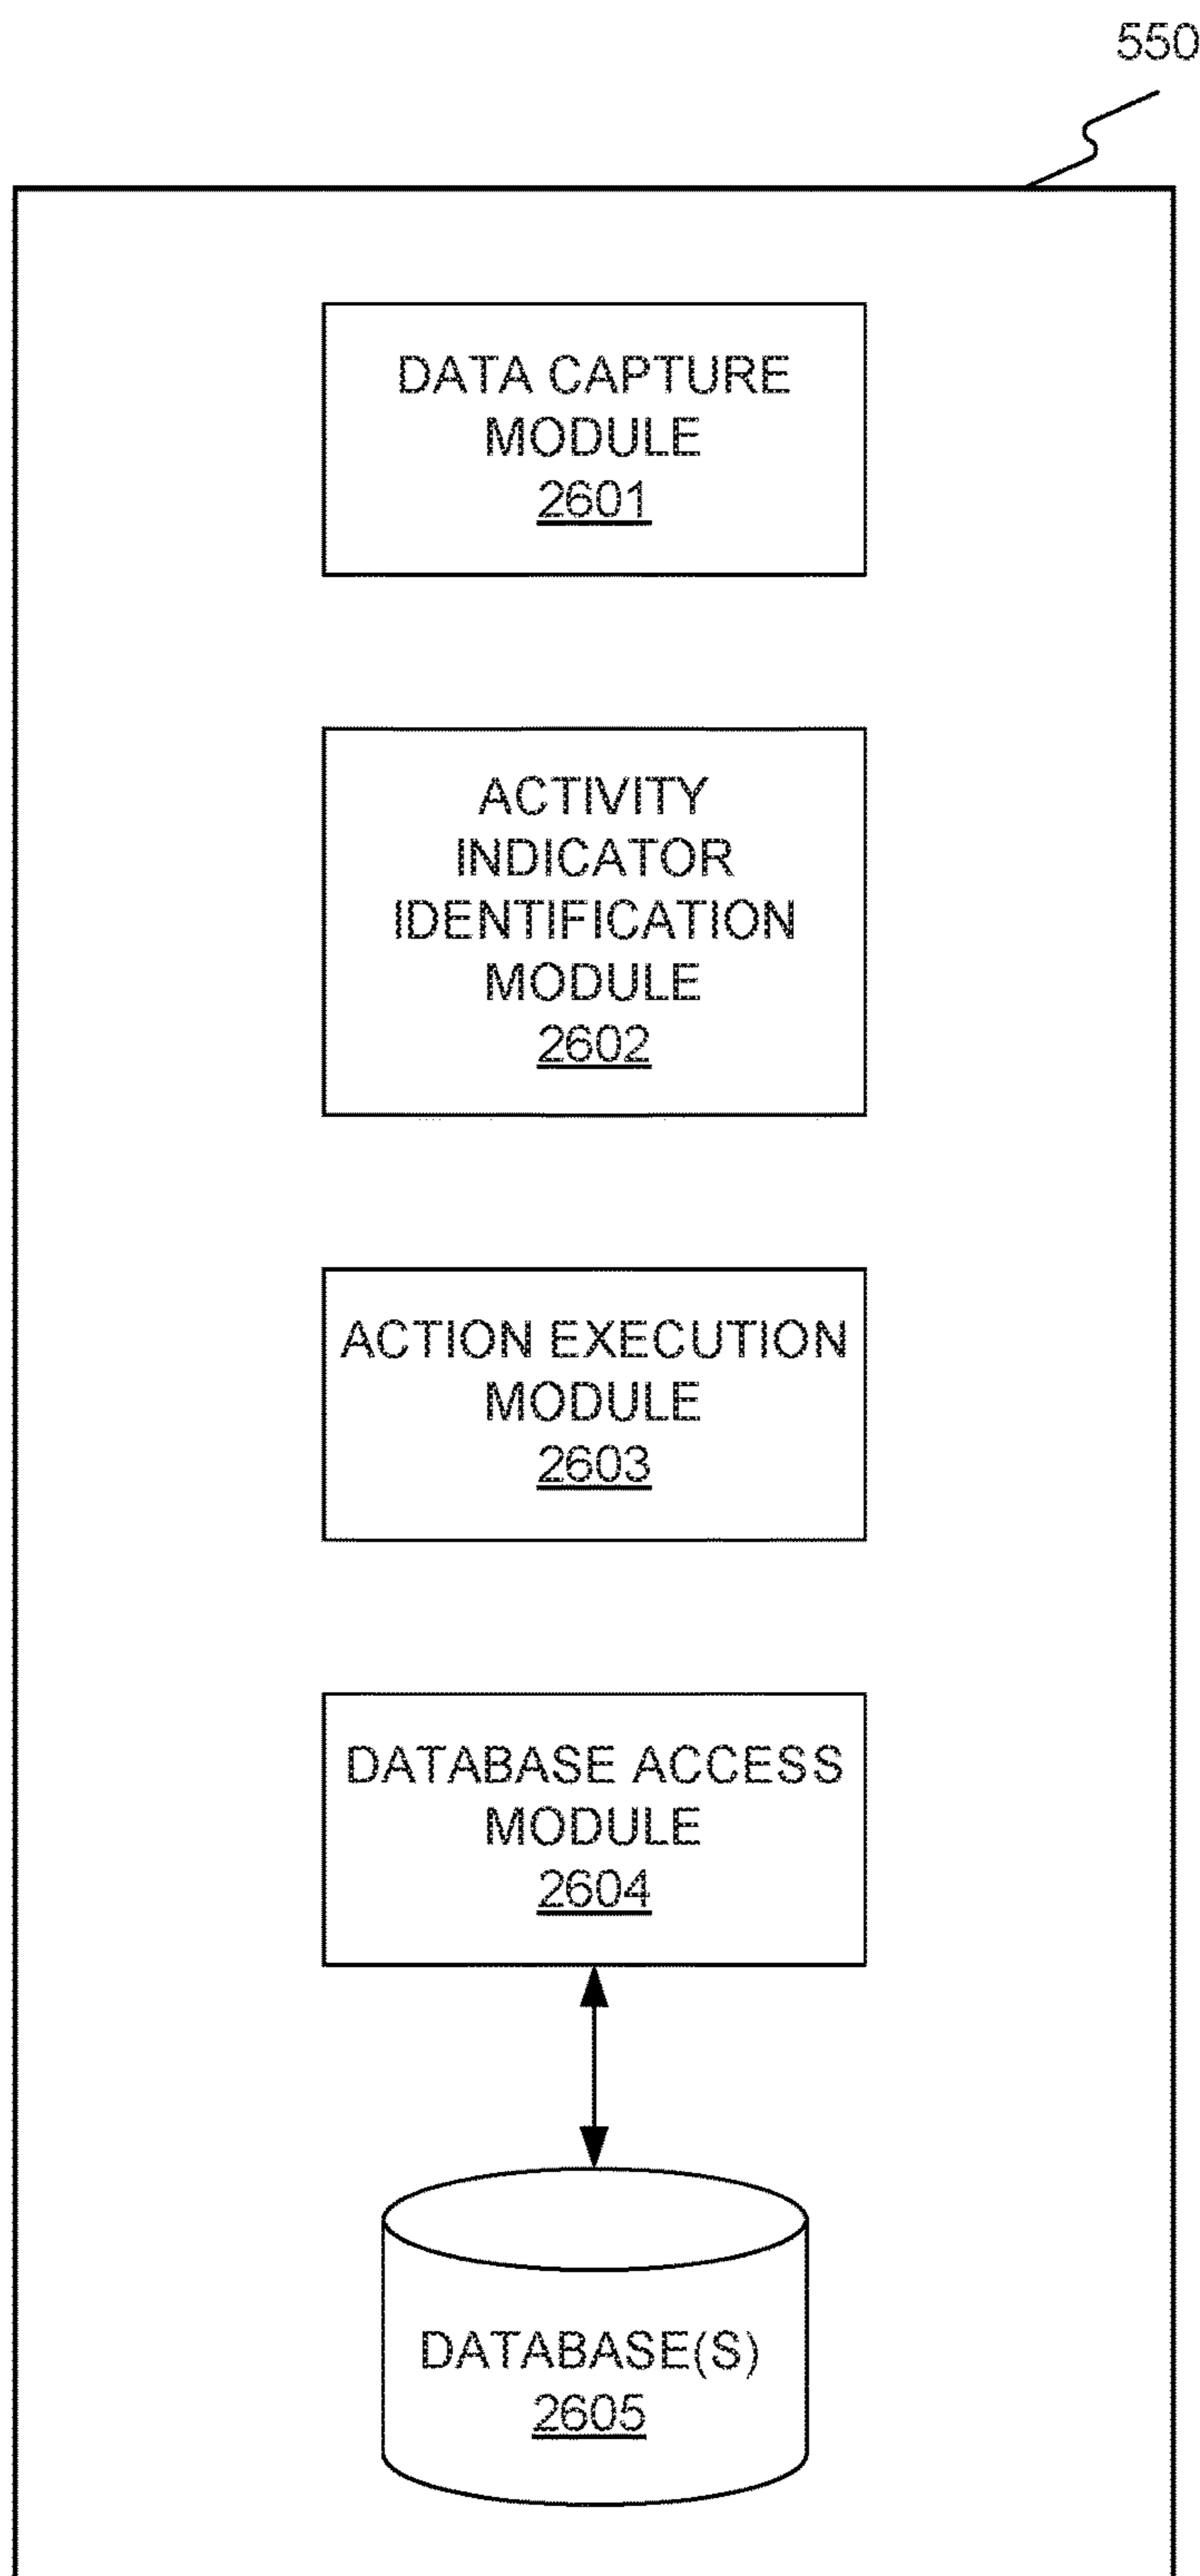 550
DATA CAPTURE
MODULE
2601
ACTIVITY
INDICATOR
IDENTIFICATION
MODULE
2602
ACTION EXECUTION
MODULE
2603
DATABASE ACCESS
MODULE
2604
DATABASE(S)
2605